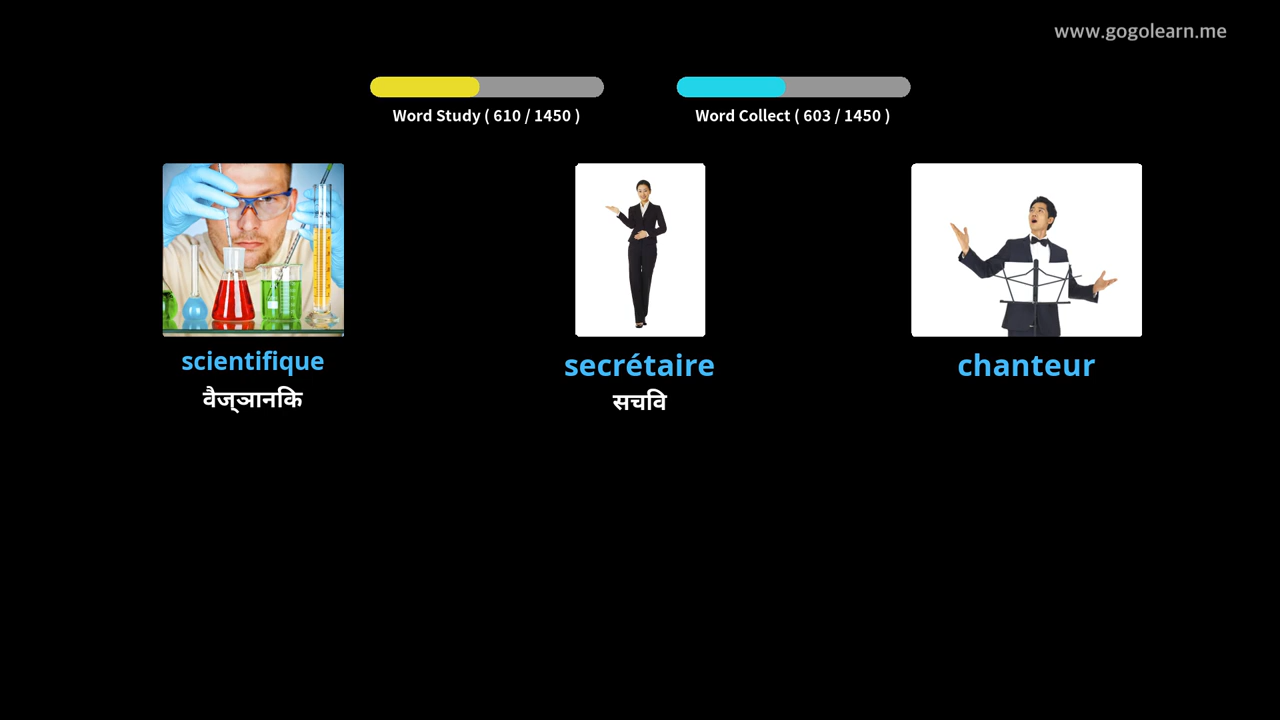 www.gogolearn.me
Word Study ( 610 / 1450 )
Word Collect ( 603 / 1450 )
scientifique
secrétaire
chanteur
वैज्ञानकि
सचवि